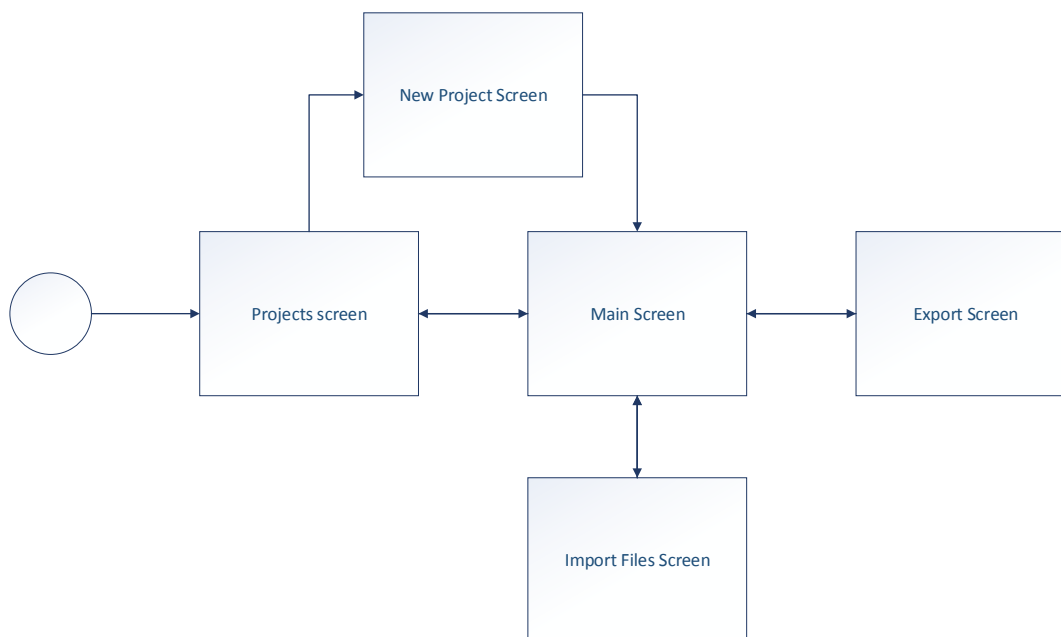 New Project Screen
Projects screen
Main Screen
Export Screen
Import Files Screen